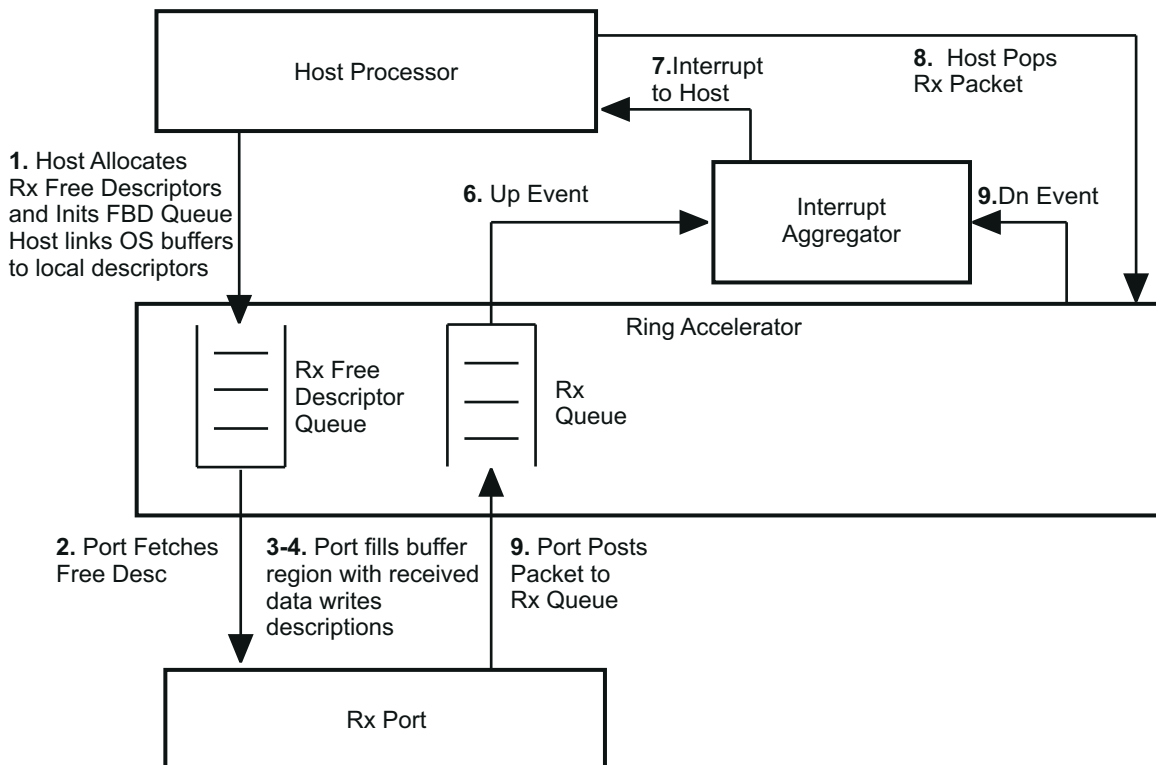 Host Processor
8. Host Pops
Rx Packet
7.Interrupt
to Host
1. Host Allocates
Rx Free Descriptors
and Inits FBD Queue
Host links OS buffers
to local descriptors
6. Up Event
Interrupt
Aggregator
9.Dn Event
Ring Accelerator
Rx Free
Descriptor
Queue
Rx
Queue
2. Port Fetches
Free Desc
3-4. Port fills buffer
region with received
data writes
descriptions
9. Port Posts
Packet to
Rx Queue
Rx Port